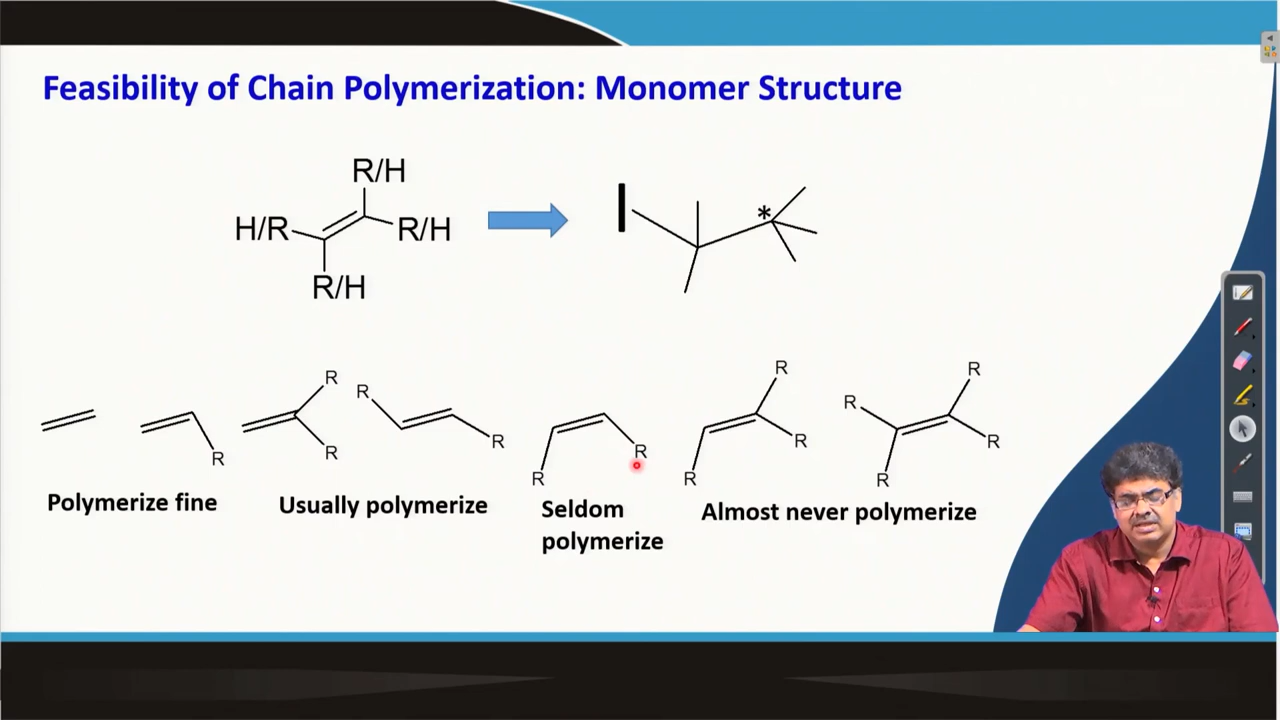 Feasibility of Chain Polymerization: Monomer Structure
R/H
H/R
R/H
R/H
I
*
R
R
R
R
R
R
R
R
R
R
R
R
R
R
Polymerize fine
Usually polymerize
Seldom
polymerize
Almost never polymerize